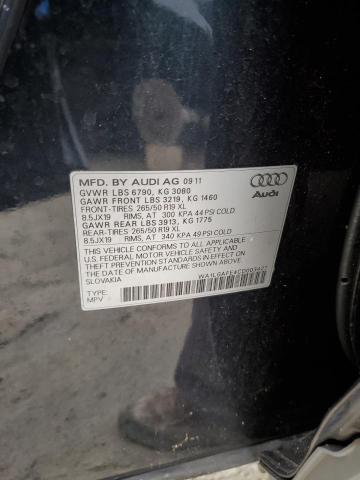 MFD. BY AUDI AG 09 11
GVWR LBS 6790, KG 3080
GAWR FRONT LBS 3219, KG 1460
FRONT-TIRES 265/50 R19 XL
8.5JX19 RIMS, AT 300 KPA 44 PSI COLD
GAWR REAR LBS 3913, KG 1775
REAR-TIRES 265/50 R19 XL
8.5JX19 RIMS, AT 340 KPA 49 PSI COLD
THIS VEHICLE CONFORMS TO ALL APPLICABLE
U.S. FEDERAL MOTOR VEHICLE SAFETY AND
THEFT PREVENTION STANDARDS IN EFFECT ON
THE DATE OF MANUFACTURE SHOWN ABOVE.
SLOVAKIA
TYPE:
MPV
Audi